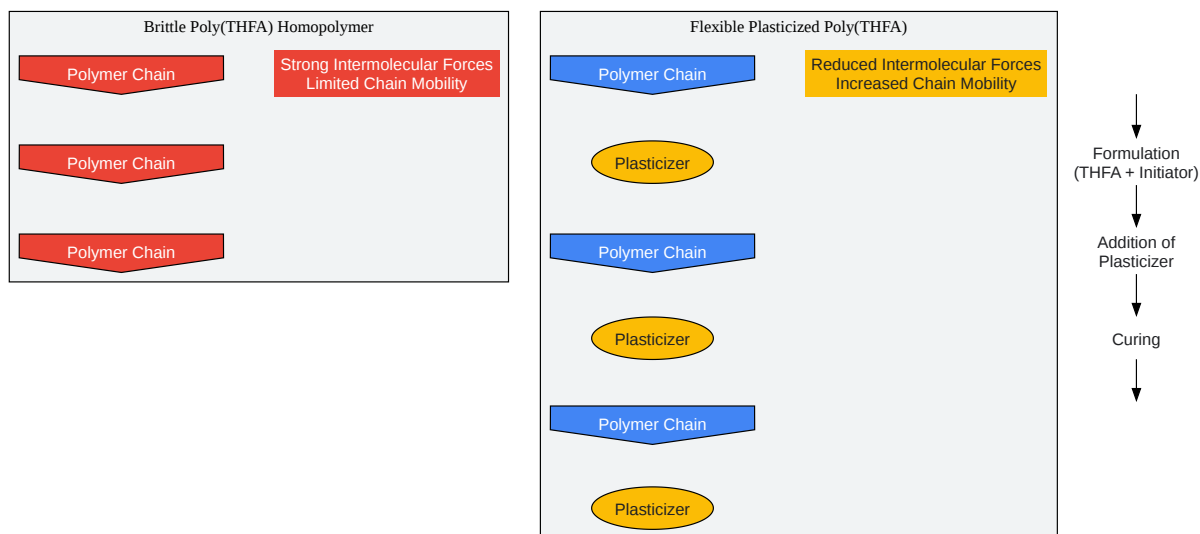 Brittle Poly(THFA) Homopolymer
Polymer Chain
Strong Intermolecular Forces
Limited Chain Mobility
Polymer Chain
Polymer Chain
Flexible Plasticized Poly(THFA)
Polymer Chain
Reduced Intermolecular Forces
Increased Chain Mobility
Plasticizer
Polymer Chain
Plasticizer
Polymer Chain
Plasticizer
Formulation
(THFA + Initiator)
Addition of
Plasticizer
Curing